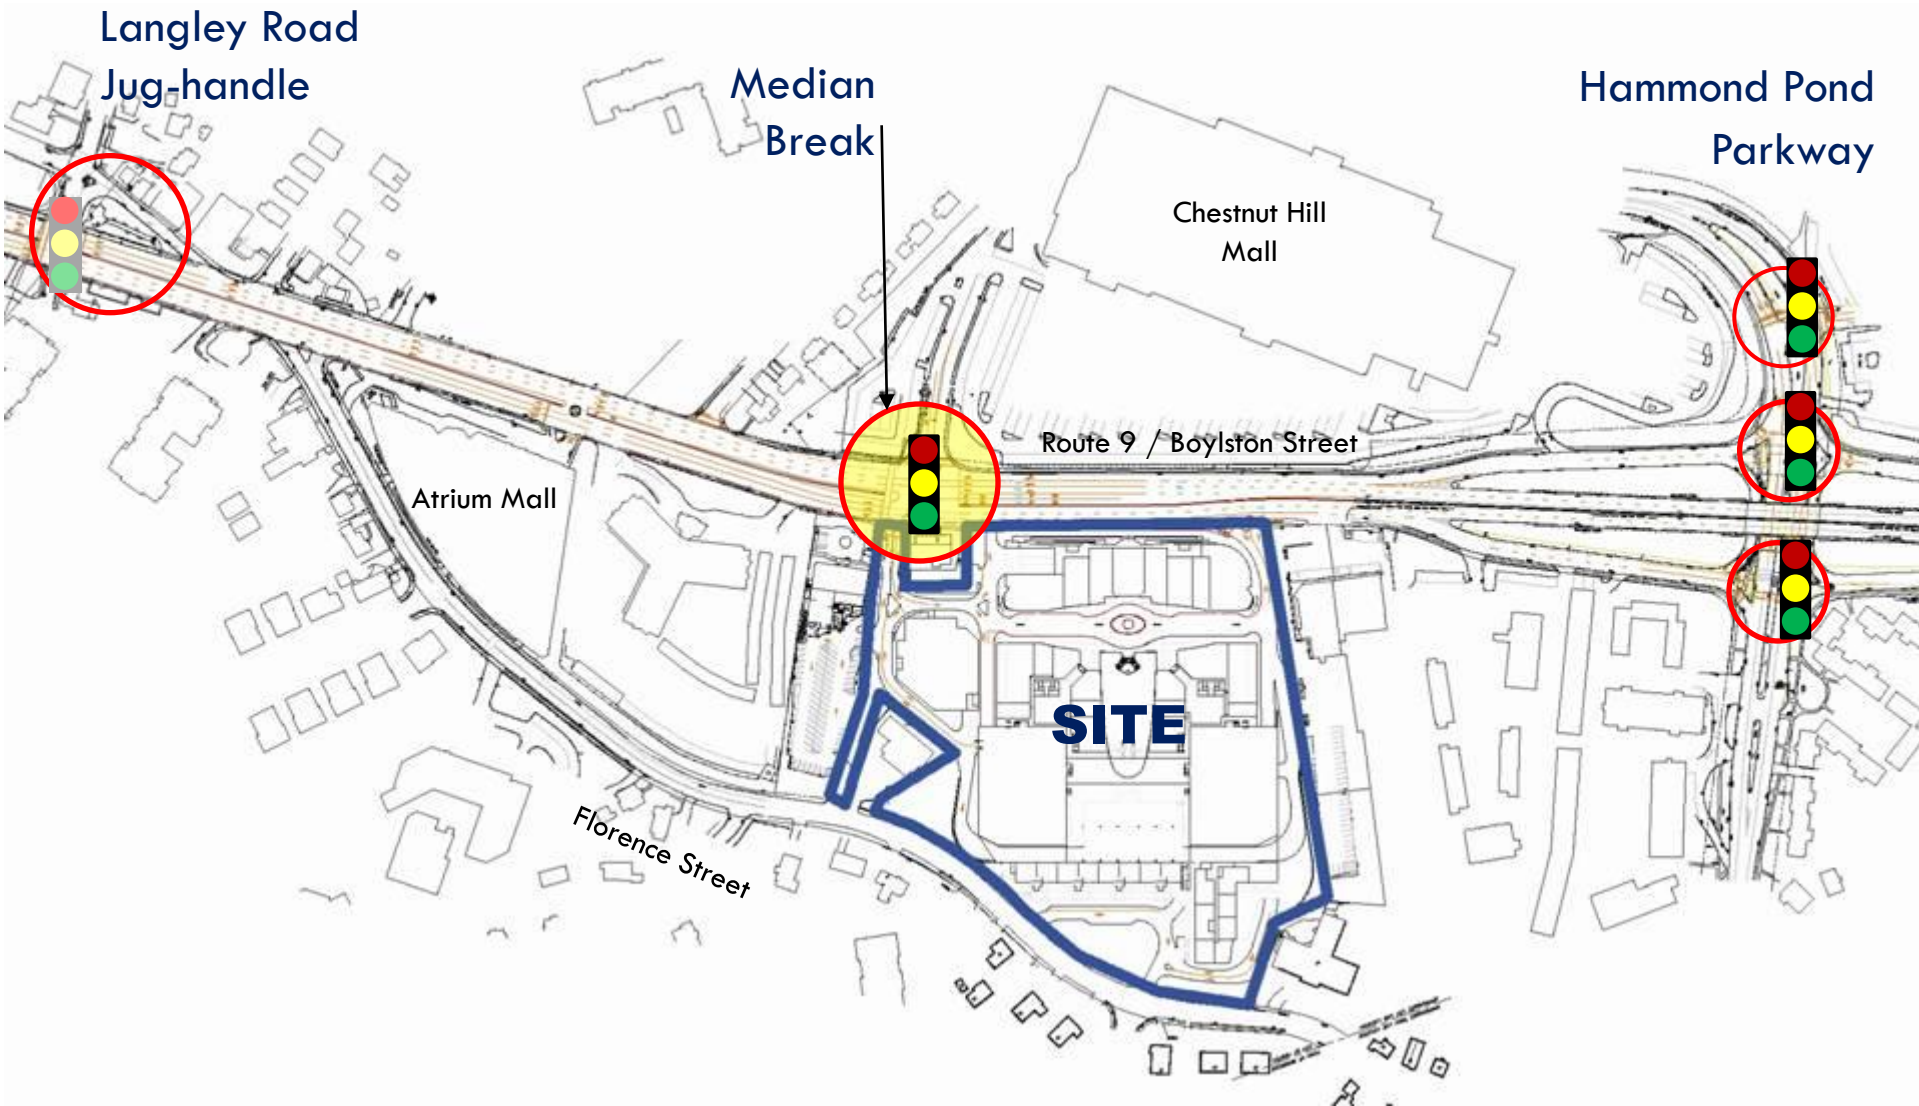 Langley Road
Jug-handle
Median
Break
Hammond Pond
Parkway
Chestnut Hill
Mall
Route 9 / Boylston Street
Atrium Mall
SITE
Florence Street